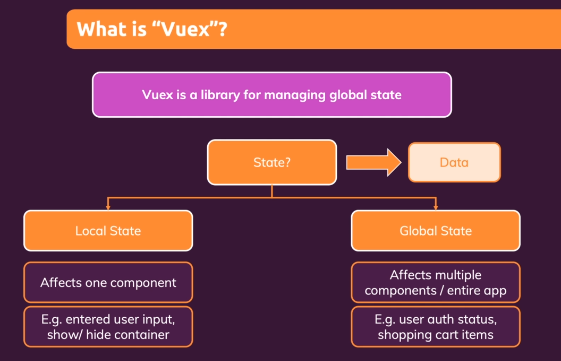 What is “Vuex”?
Vuex is a library for managing global state
State?
Data
Local State
Global State
Affects one component
Affects multiple
components / entire app
E.g. entered user input,
show/ hide container
E.g. user auth status,
shopping cart items